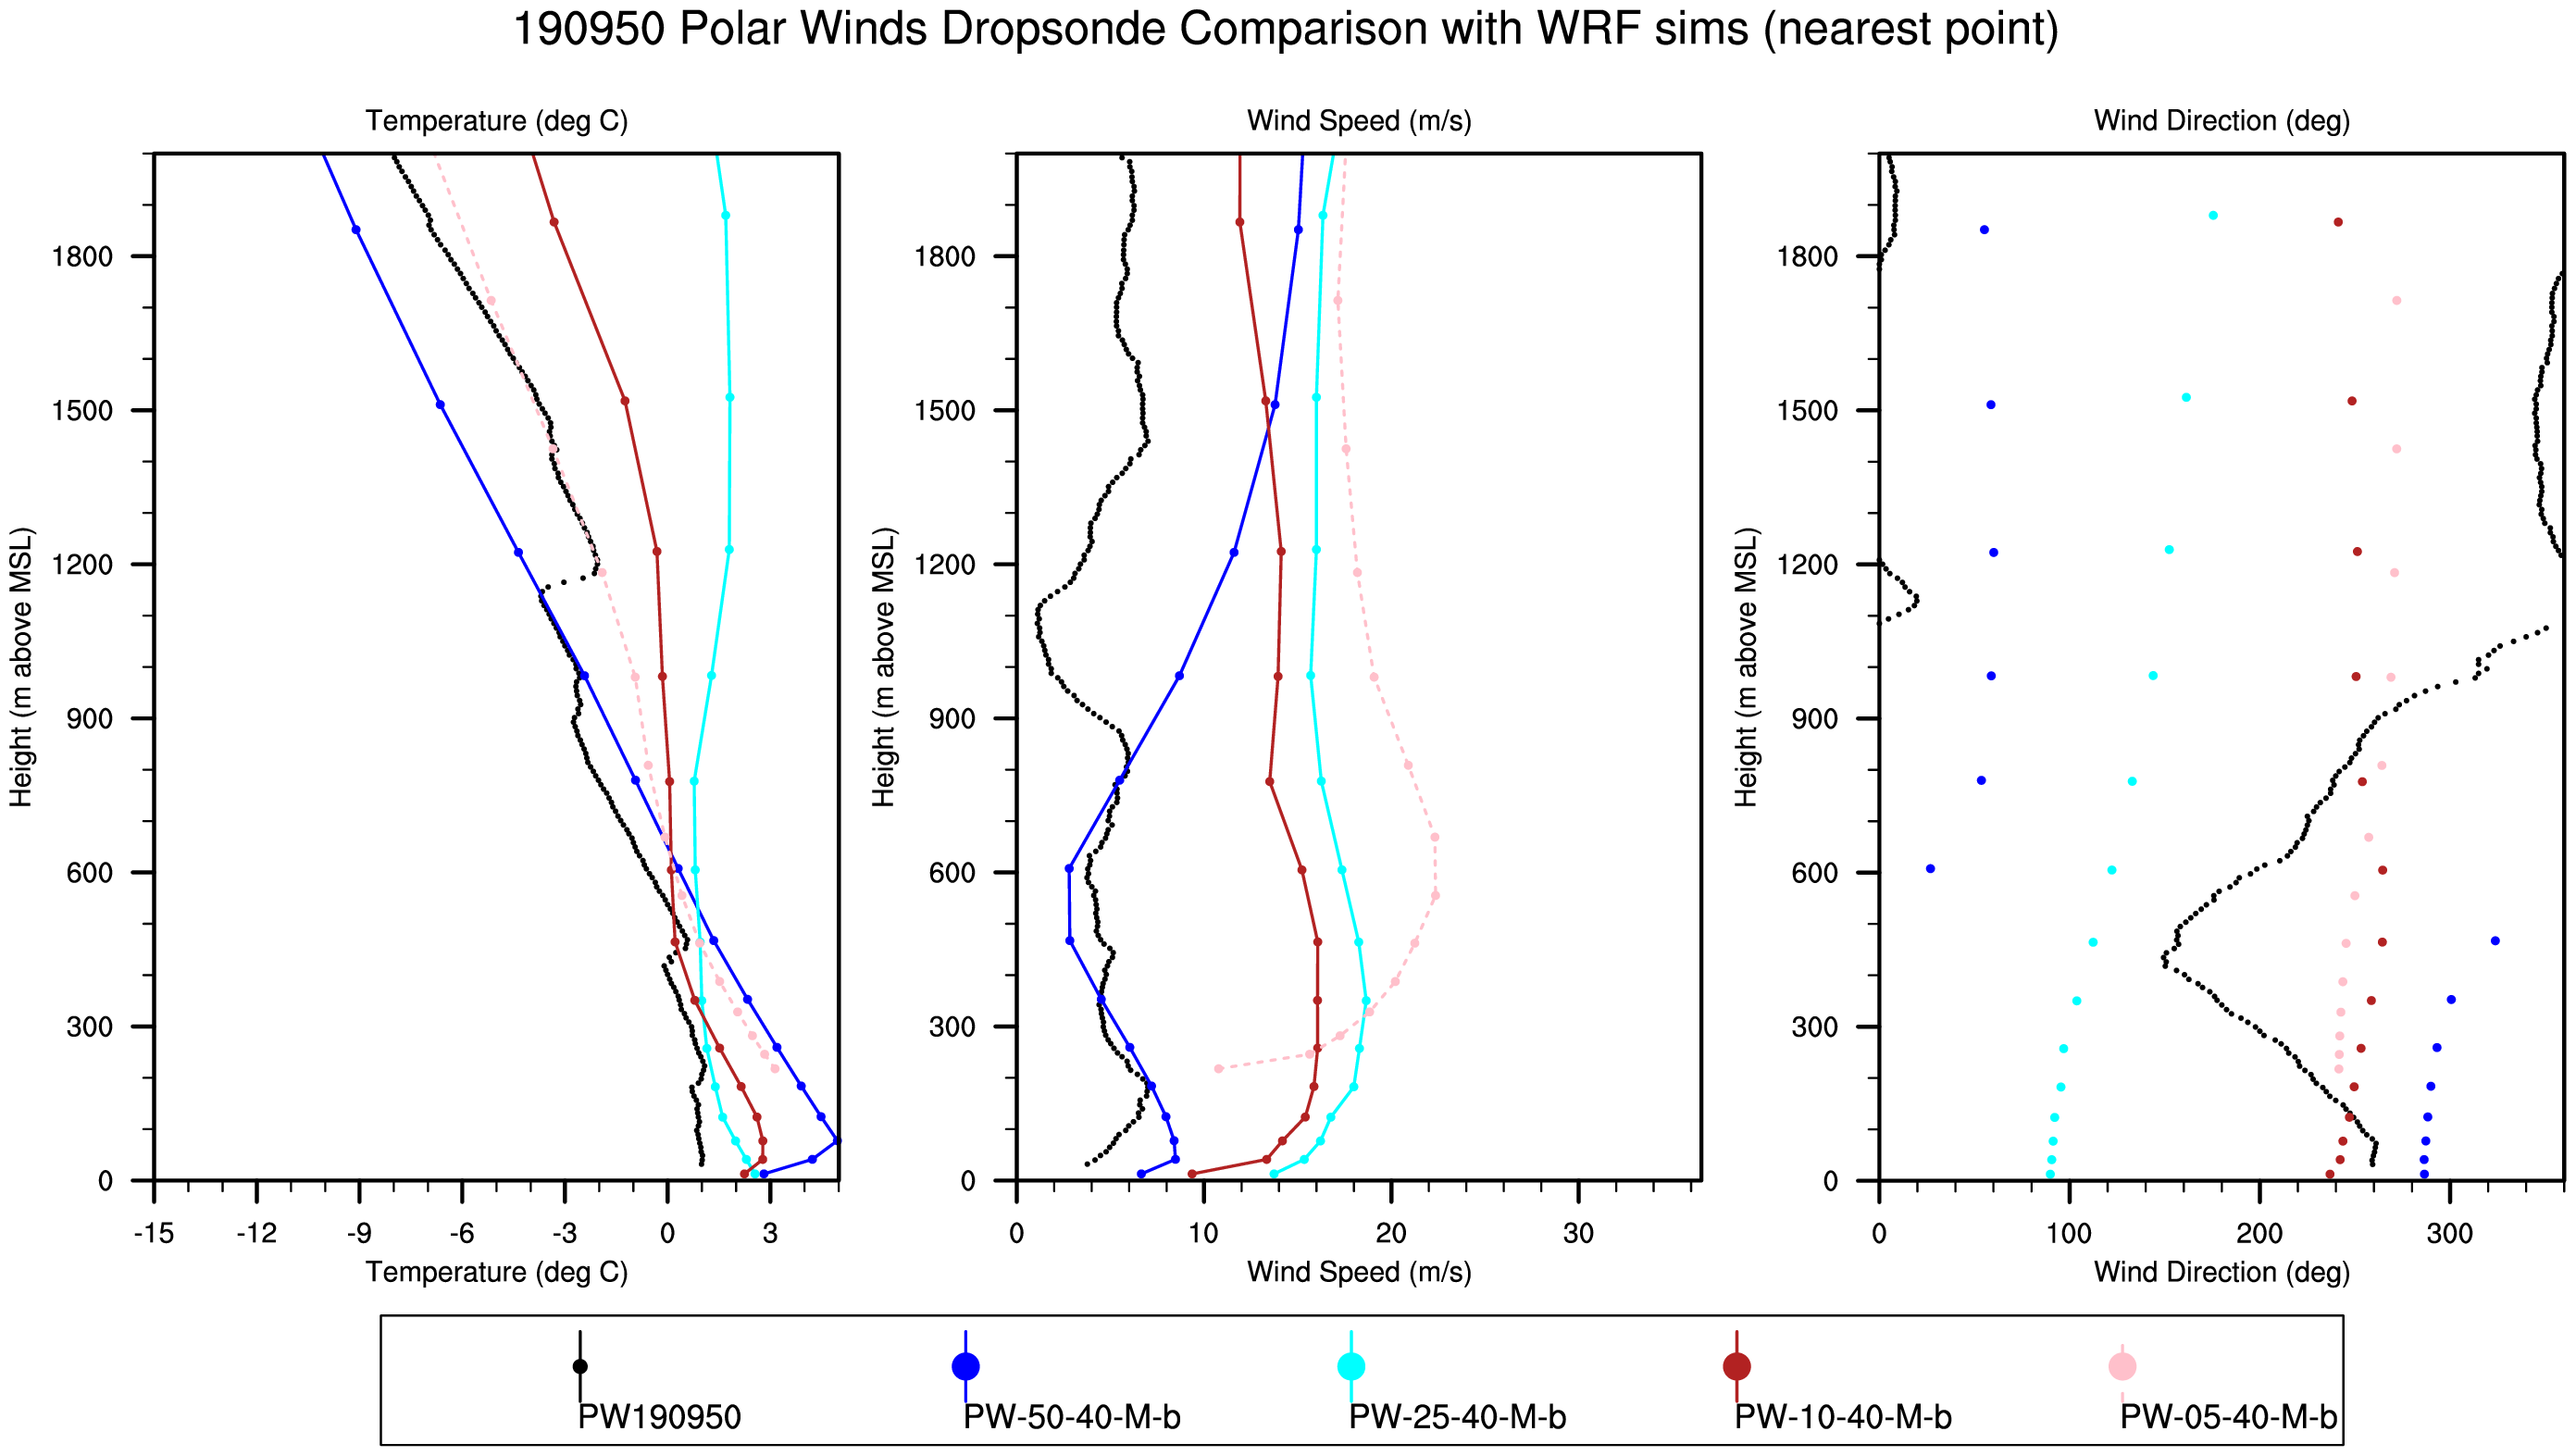 190950 Polar Winds Dropsonde Comparison with WRF sims (nearest point)
Temperature (deg C)
Wind Speed (m/s)
Wind Direction (deg)
Height (m above MSL)
1800
1500
1200
900
600
300
0
-15 -12 -9 -6 -3 0 3
Temperature (deg C)
Height (m above MSL)
1800
1500
1200
900
600
300
0
0 10 20 30
Wind Speed (m/s)
Height (m above MSL)
1800
1500
1200
900
600
300
0
0 100 200 300
Wind Direction (deg)
PW190950 PW-50-40-M-b PW-25-40-M-b PW-10-40-M-b PW-05-40-M-b